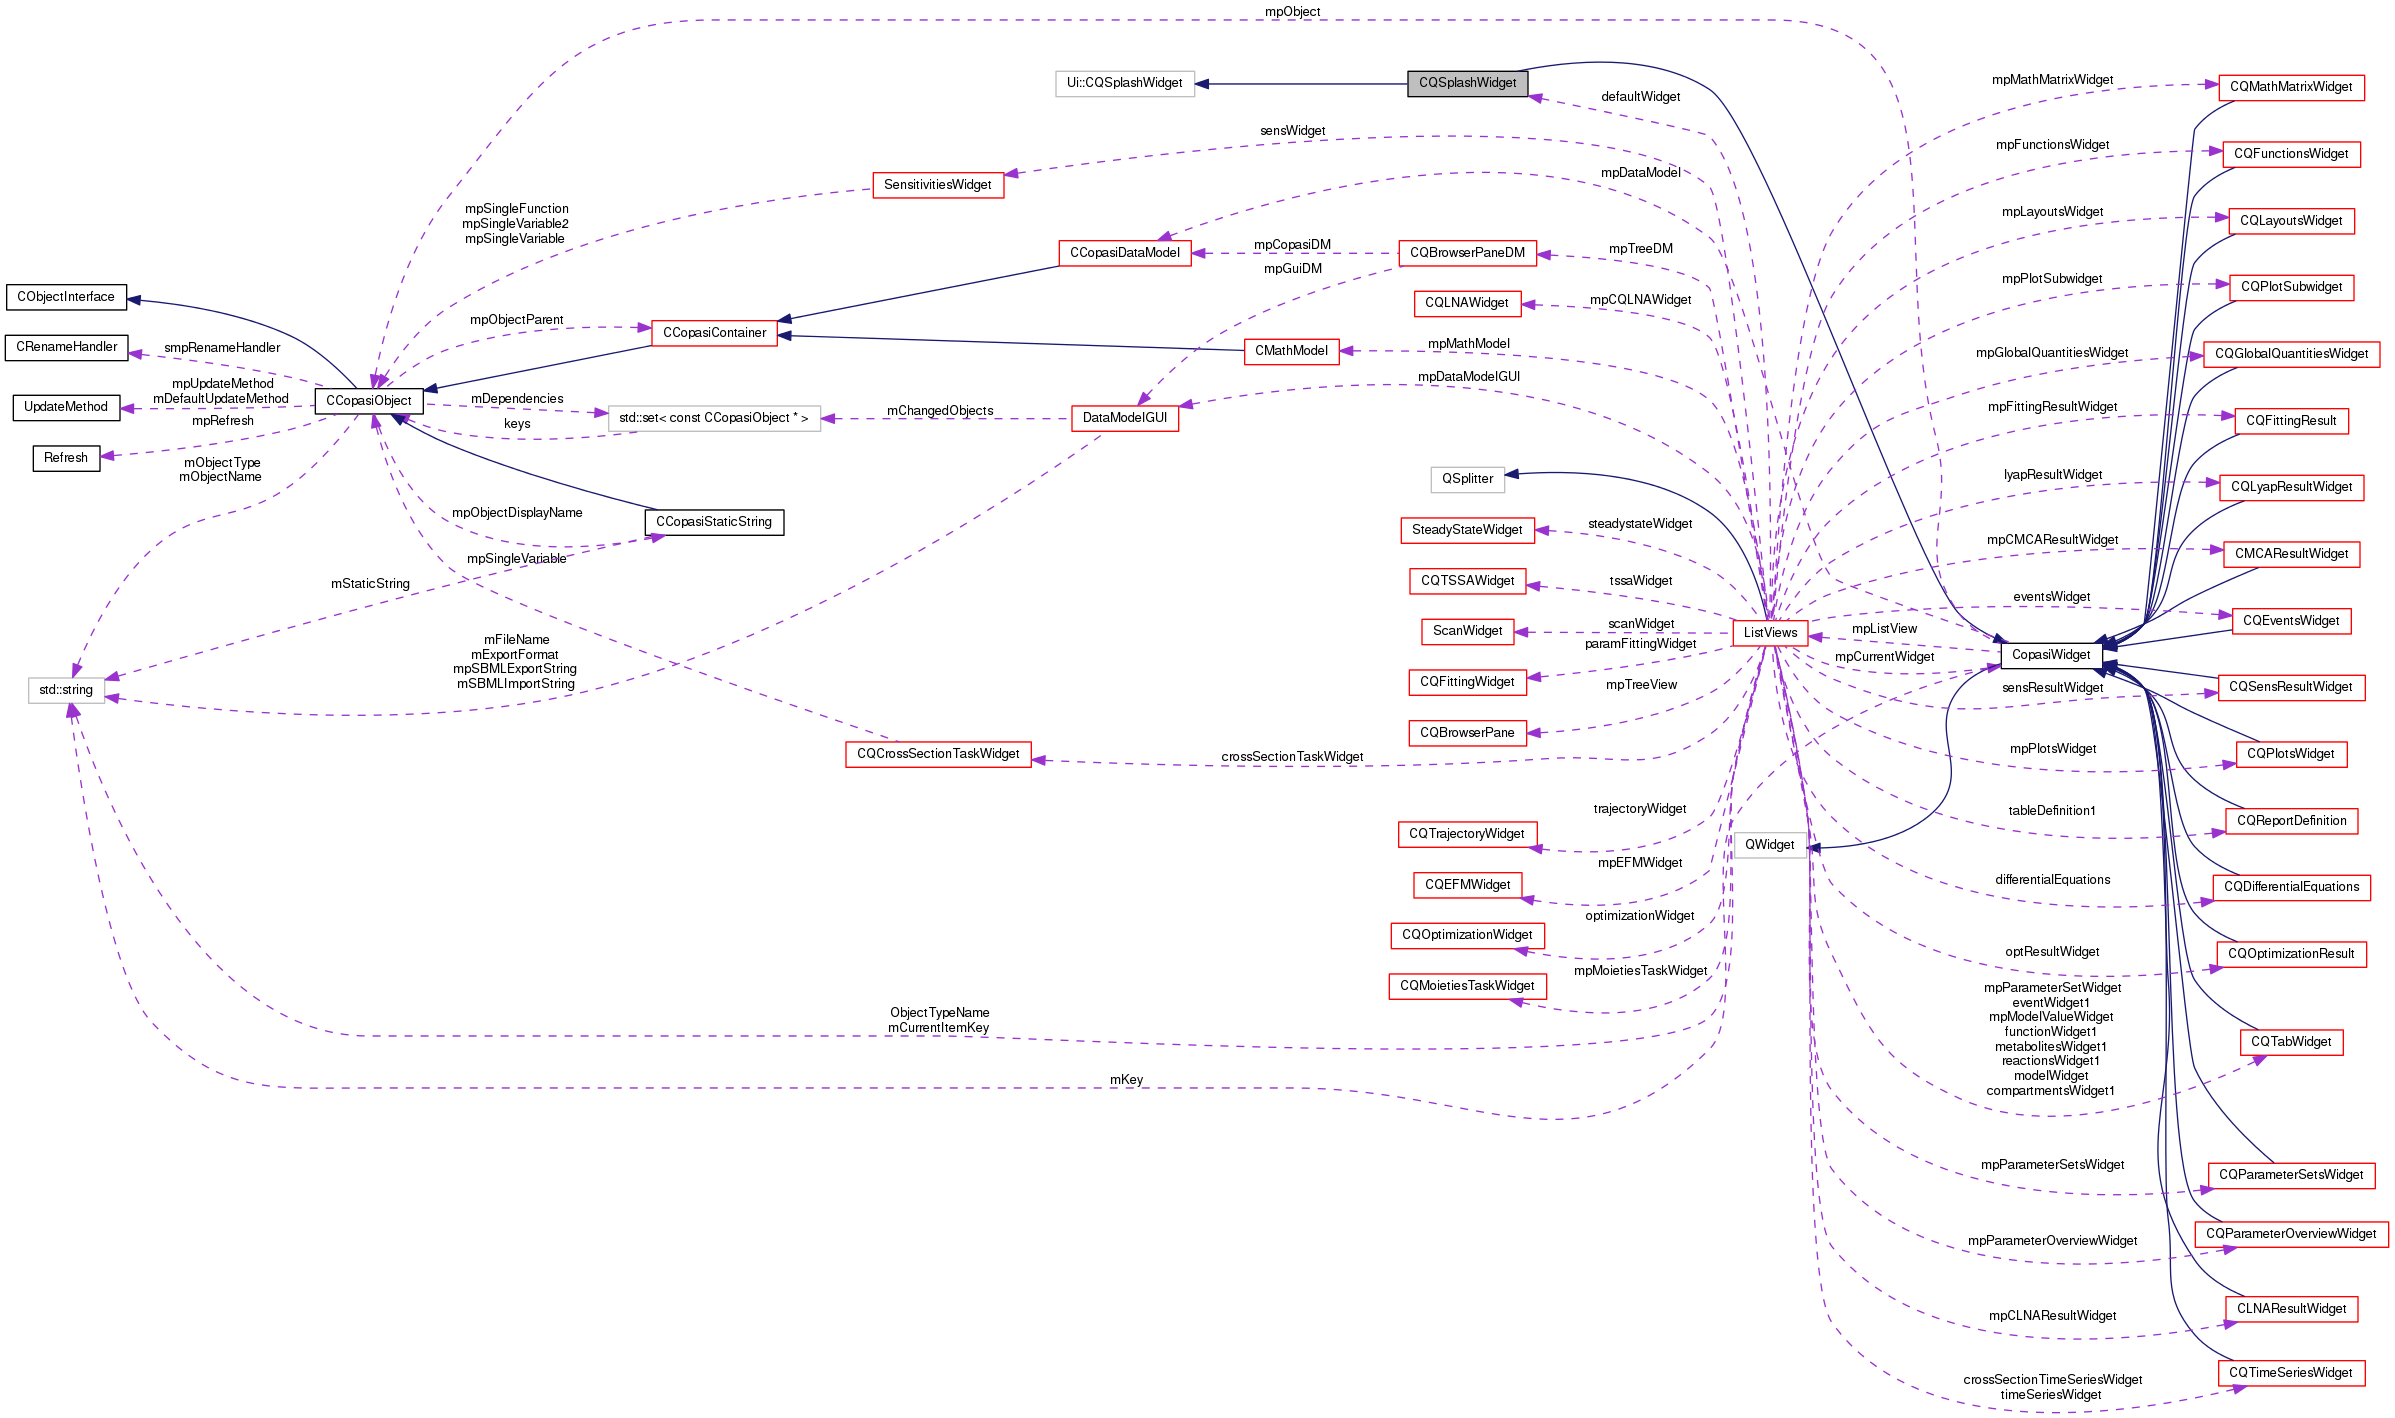 mpObject
Ui::CQSplashWidget
CQSplashWidget
defaultWidget
mpMathMatrixWidget
CQMathMatrixWidget
sensWidget
mpFunctionsWidget
CQFunctionsWidget
SensitivitiesWidget
mpDataModel
mpSingleFunction
mpSingleVariable2
mpSingleVariable
mpLayoutsWidget
CQLayoutsWidget
CCopasiDataModel
mpCopasiDM
CQBrowserPaneDM
mpTreeDM
mpGuiDM
mpPlotSubwidget
CQPlotSubwidget
CObjectInterface
CQLNAWidget
mpCQLNAWidget
mpObjectParent
CCopasiContainer
CRenameHandler
smpRenameHandler
CMathModel
mpMathModel
mpGlobalQuantitiesWidget
CQGlobalQuantitiesWidget
mpUpdateMethod
mDefaultUpdateMethod
UpdateMethod
CCopasiObject
mDependencies
keys
std::set< const CCopasiObject * >
mChangedObjects
DataModelGUI
mpDataModelGUI
mpFittingResultWidget
CQFittingResult
mpRefresh
Refresh
mObjectType
mObjectName
QSplitter
lyapResultWidget
CQLyapResultWidget
mpObjectDisplayName
CCopasiStaticString
SteadyStateWidget
steadystateWidget
mpCMCAResultWidget
CMCAResultWidget
mpSingleVariable
mStaticString
CQTSSAWidget
tssaWidget
eventsWidget
CQEventsWidget
ScanWidget
scanWidget
ListViews
mpListView
CopasiWidget
mFileName
mExportFormat
mpSBMLExportString
mSBMLImportString
paramFittingWidget
CQFittingWidget
mpCurrentWidget
sensResultWidget
CQSensResultWidget
std::string
mpTreeView
CQBrowserPane
CQCrossSectionTaskWidget
crossSectionTaskWidget
mpPlotsWidget
CQPlotsWidget
trajectoryWidget
CQTrajectoryWidget
QWidget
tableDefinition1
CQReportDefinition
mpEFMWidget
CQEFMWidget
differentialEquations
CQDifferentialEquations
optimizationWidget
CQOptimizationWidget
optResultWidget
CQOptimizationResult
mpMoietiesTaskWidget
CQMoietiesTaskWidget
ObjectTypeName
mCurrentItemKey
mpParameterSetWidget
eventWidget1
mpModelValueWidget
functionWidget1
metabolitesWidget1
reactionsWidget1
modelWidget
compartmentsWidget1
CQTabWidget
mKey
mpParameterSetsWidget
CQParameterSetsWidget
mpParameterOverviewWidget
CQParameterOverviewWidget
mpCLNAResultWidget
CLNAResultWidget
crossSectionTimeSeriesWidget
timeSeriesWidget
CQTimeSeriesWidget